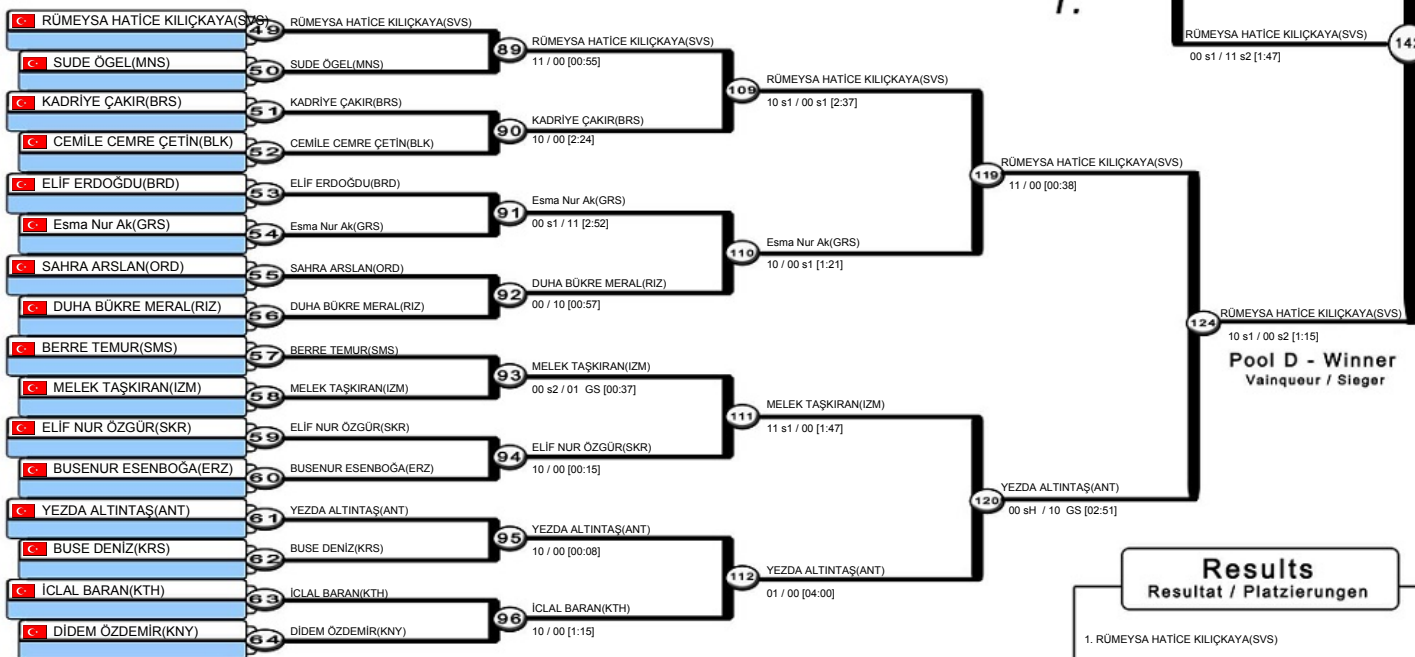 RÜMEYSA HATİCE KILIÇKAYA(SVS)
SUDE ÖGEL(MNS)
KADRİYE ÇAKIR(BRS)
CEMİLE CEMRE ÇETİN(BLK)
ELİF ERDOĞDU(BRD)
Esma Nur Ak(GRS)
SAHRA ARSLAN(ORD)
DUHA BÜKRE MERAL(RIZ)
BERRE TEMUR(SMS)
MELEK TAŞKIRAN(IZM)
ELİF NUR ÖZGÜR(SKR)
BUSENUR ESENBOĞA(ERZ)
YEZDA ALTINTAŞ(ANT)
BUSE DENİZ(KRS)
İCLAL BARAN(KTH)
DİDEM ÖZDEMİR(KNY)
49 RÜMEYSA HATİCE KILIÇKAYA(SVS)
50 SUDE ÖGEL(MNS)
51 KADRİYE ÇAKIR(BRS)
52 CEMİLE CEMRE ÇETİN(BLK)
53 ELİF ERDOĞDU(BRD)
54 Esma Nur Ak(GRS)
55 SAHRA ARSLAN(ORD)
56 DUHA BÜKRE MERAL(RIZ)
57 BERRE TEMUR(SMS)
58 MELEK TAŞKIRAN(IZM)
59 ELİF NUR ÖZGÜR(SKR)
60 BUSENUR ESENBOĞA(ERZ)
61 YEZDA ALTINTAŞ(ANT)
62 BUSE DENİZ(KRS)
63 İCLAL BARAN(KTH)
64 DİDEM ÖZDEMİR(KNY)
89 RÜMEYSA HATİCE KILIÇKAYA(SVS)
11 / 00 [00:55]
90 KADRİYE ÇAKIR(BRS)
10 / 00 [2:24]
91 Esma Nur Ak(GRS)
00 s1 / 11 [2:52]
92 DUHA BÜKRE MERAL(RIZ)
00 / 10 [00:57]
93 MELEK TAŞKIRAN(IZM)
00 s2 / 01 GS [00:37]
94 ELİF NUR ÖZGÜR(SKR)
10 / 00 [00:15]
95 YEZDA ALTINTAŞ(ANT)
10 / 00 [00:08]
96 İCLAL BARAN(KTH)
10 / 00 [1:15]
109 RÜMEYSA HATİCE KILIÇKAYA(SVS)
10 s1 / 00 s1 [2:37]
110 Esma Nur Ak(GRS)
10 / 00 s1 [1:21]
111 MELEK TAŞKIRAN(IZM)
11 s1 / 00 [1:47]
112 YEZDA ALTINTAŞ(ANT)
01 / 00 [04:00]
119 RÜMEYSA HATİCE KILIÇKAYA(SVS)
11 / 00 [00:38]
120 YEZDA ALTINTAŞ(ANT)
00 sH / 10 GS [02:51]
124 RÜMEYSA HATİCE KILIÇKAYA(SVS)
10 s1 / 00 s2 [1:15]
Pool D - Winner
Vainqueur / Sieger
RÜMEYSA HATİCE KILIÇKAYA(SVS)
00 s1 / 11 s2 [1:47]
142
Results
Resultat / Platzierungen
1. RÜMEYSA HATİCE KILIÇKAYA(SVS)